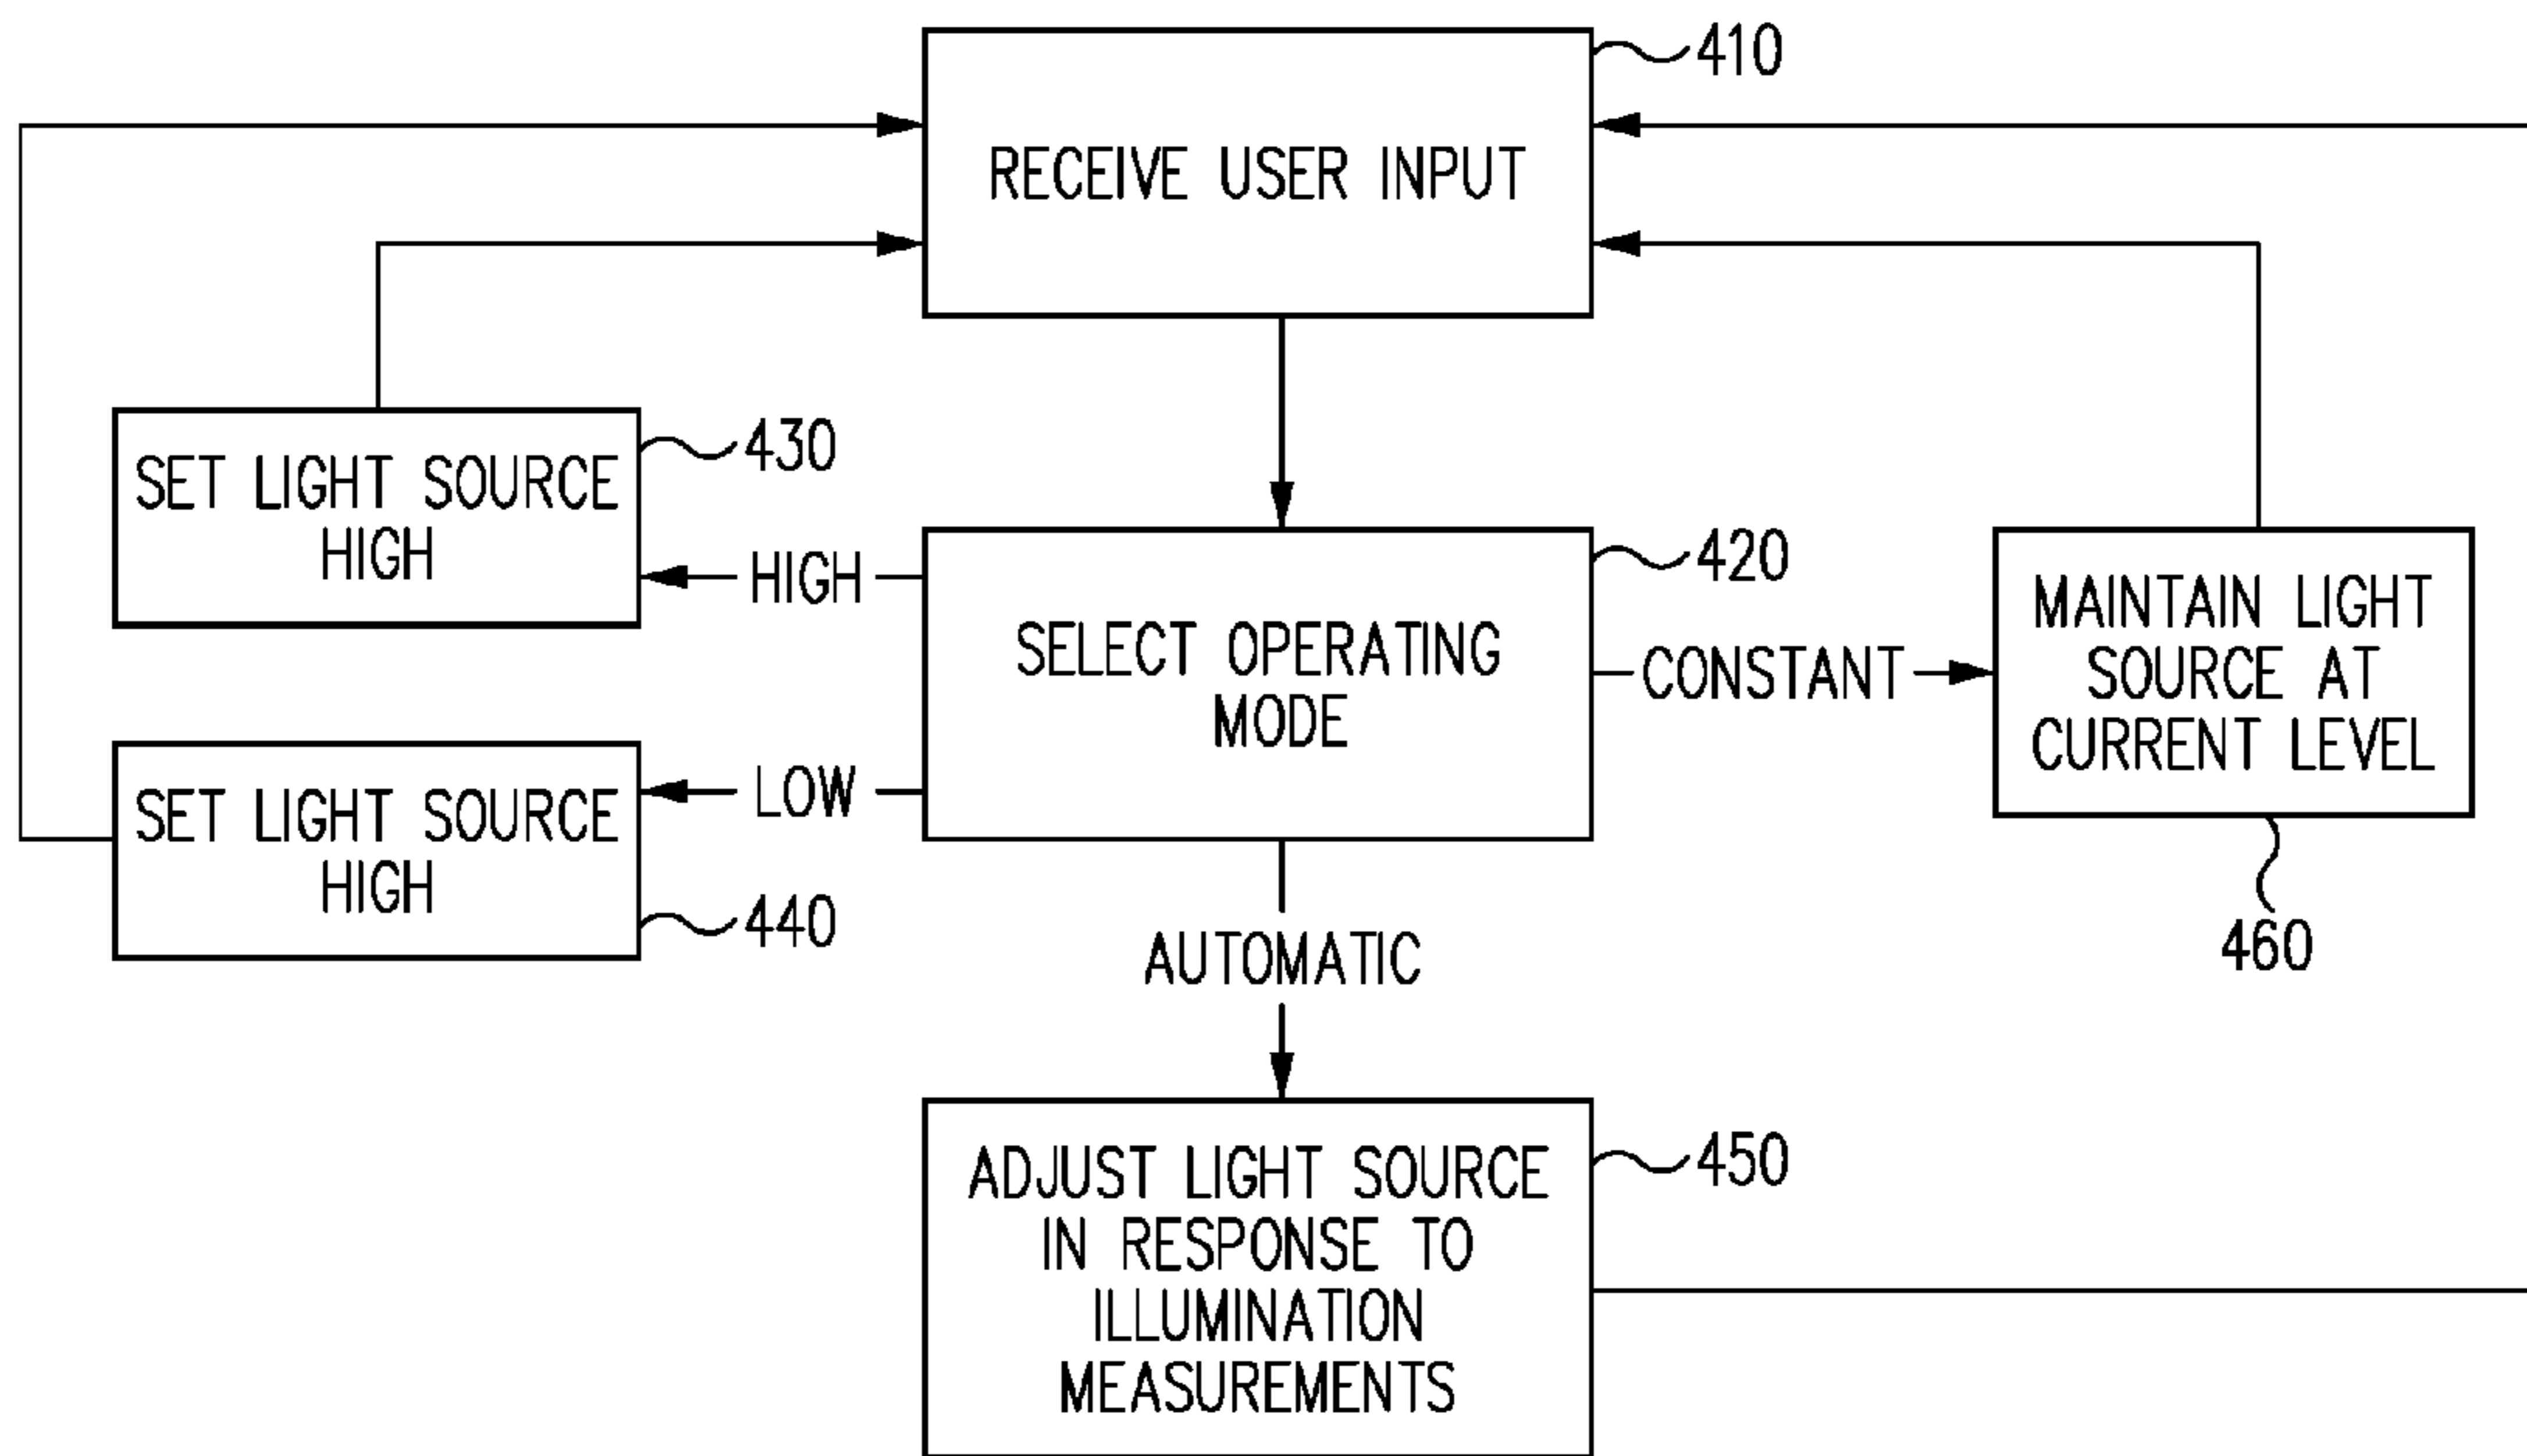 410
RECEIVE USER INPUT
430
SET LIGHT SOURCE
HIGH
HIGH
420
SELECT OPERATING
MODE
CONSTANT
MAINTAIN LIGHT
SOURCE AT
CURRENT LEVEL
460
LOW
SET LIGHT SOURCE
HIGH
440
AUTOMATIC
450
ADJUST LIGHT SOURCE
IN RESPONSE TO
ILLUMINATION
MEASUREMENTS